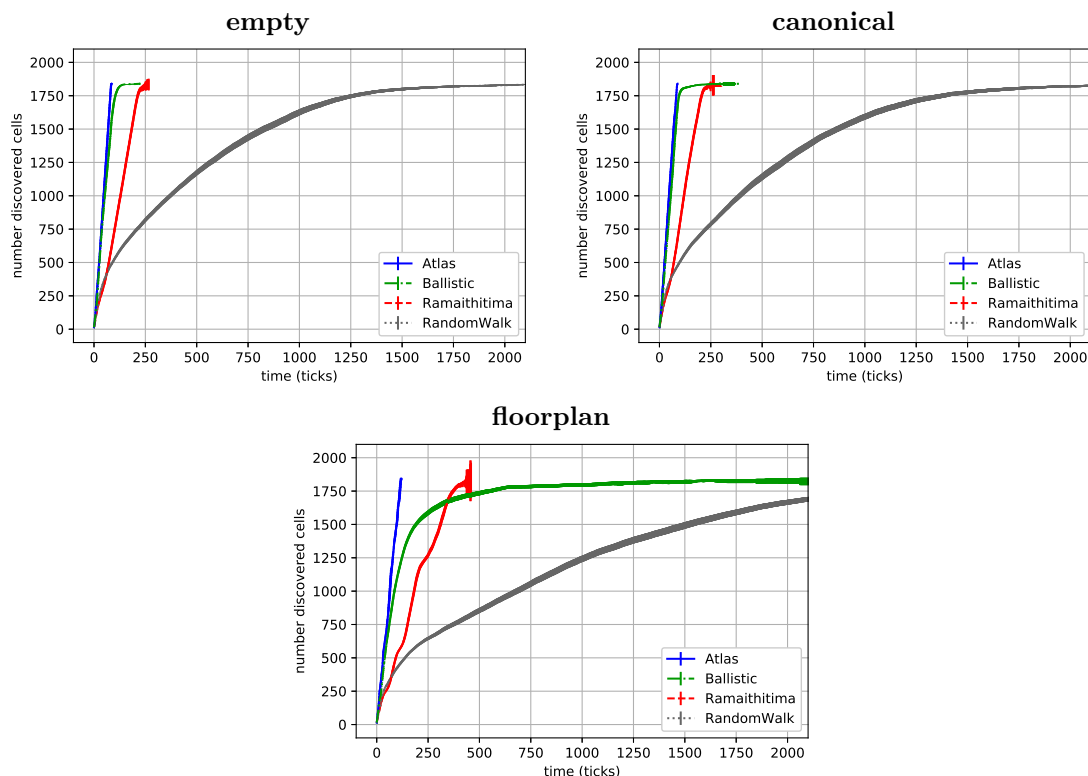 empty
number discovered cells
2000
1750
1500
1250
1000
750
500
250
0
Atlas
Ballistic
Ramaithitima
RandomWalk
0 250 500 750 1000 1250 1500 1750 2000
time (ticks)
canonical
number discovered cells
2000
1750
1500
1250
1000
750
500
250
0
Atlas
Ballistic
Ramaithitima
RandomWalk
0 250 500 750 1000 1250 1500 1750 2000
time (ticks)
floorplan
number discovered cells
2000
1750
1500
1250
1000
750
500
250
0
Atlas
Ballistic
Ramaithitima
RandomWalk
0 250 500 750 1000 1250 1500 1750 2000
time (ticks)